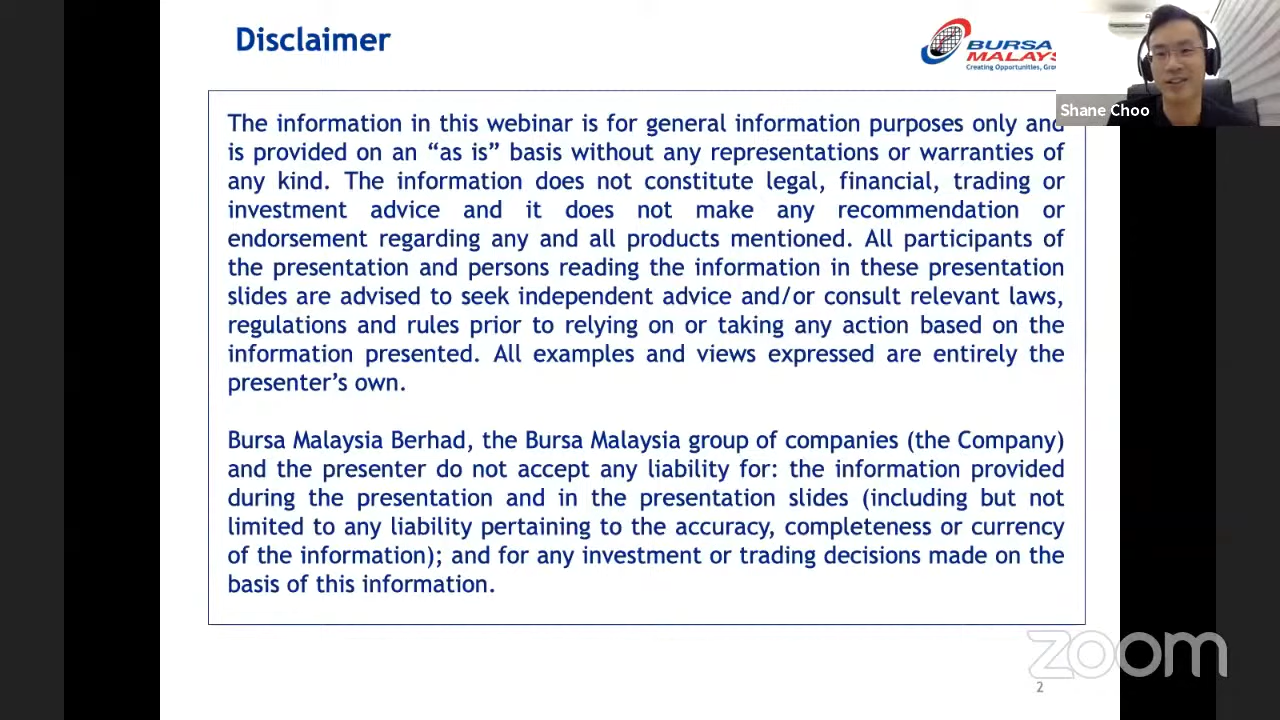 Disclaimer
BURSA
MALAYS
Creating Opportunities, Gro
Shane Choo
The information in this webinar is for general information purposes only and
is provided on an “as is” basis without any representations or warranties of
any kind. The information does not constitute legal, financial, trading or
investment advice and it does not make any recommendation or
endorsement regarding any and all products mentioned. All participants of
the presentation and persons reading the information in these presentation
slides are advised to seek independent advice and/or consult relevant laws,
regulations and rules prior to relying on or taking any action based on the
information presented. All examples and views expressed are entirely the
presenter’s own.
Bursa Malaysia Berhad, the Bursa Malaysia group of companies (the Company)
and the presenter do not accept any liability for: the information provided
during the presentation and in the presentation slides (including but not
limited to any liability pertaining to the accuracy, completeness or currency
of the information); and for any investment or trading decisions made on the
basis of this information.
zoom
2